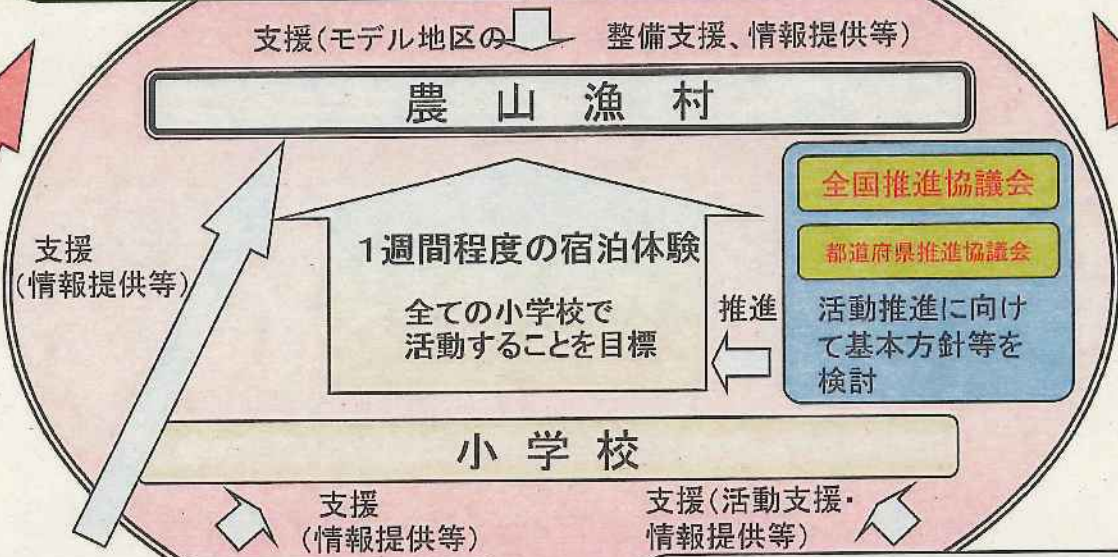 支援(モデル地区の 整備支援、情報提供等)
農山漁村
全国推進協議会
都道府県推進協議会
活動推進に向け
て基本方針等を
検討
推進
1週間程度の宿泊体験
全ての小学校で
活動することを目標
支援
(情報提供等)
小学校
支援
(情報提供等)
支援(活動支援・
情報提供等)